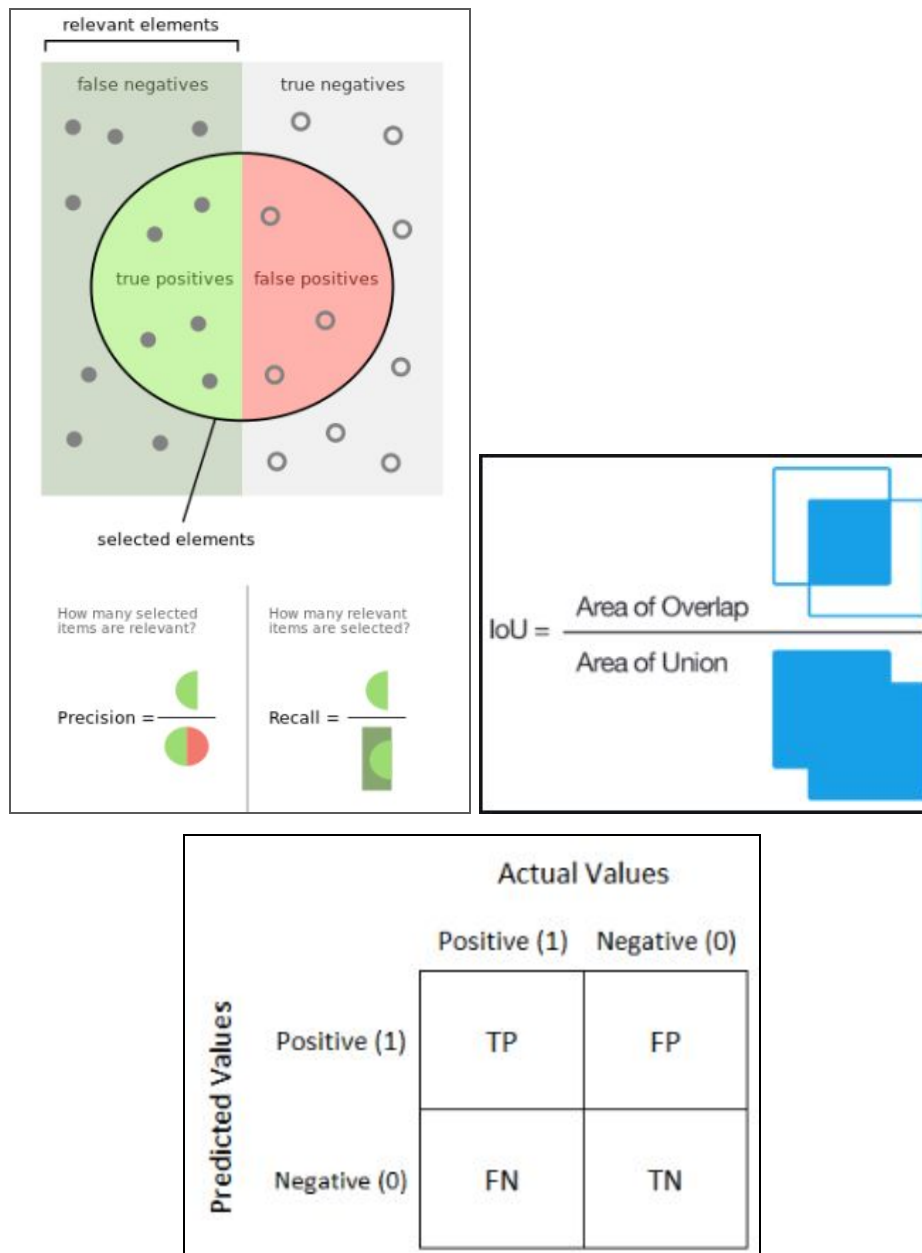 relevant elements
false negatives
true negatives
true positives
false positives
selected elements
How many selected
items are relevant?
How many relevant
items are selected?
Precision =
Recall =
IoU =
Area of Overlap
Area of Union
Actual Values
Positive (1) Negative (0)
Predicted Values
Positive (1) TP FP
Negative (0) FN TN